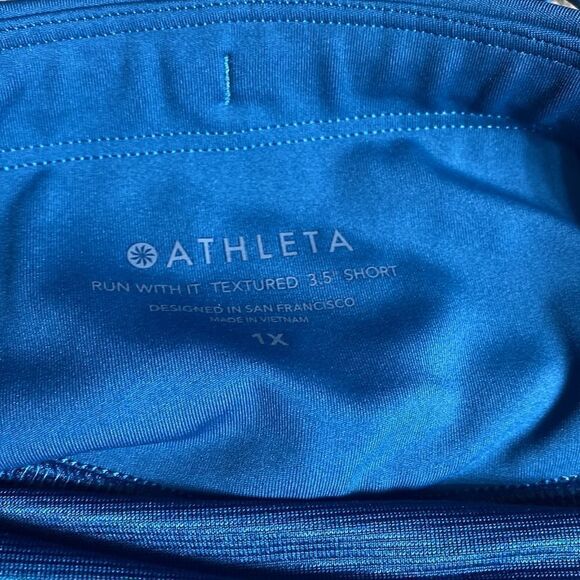 ATHLETA
RUN WITH IT TEXTURED 3.5" SHORT
DESIGNED IN SAN FRANCISCO
MADE IN VIETNAM
1X